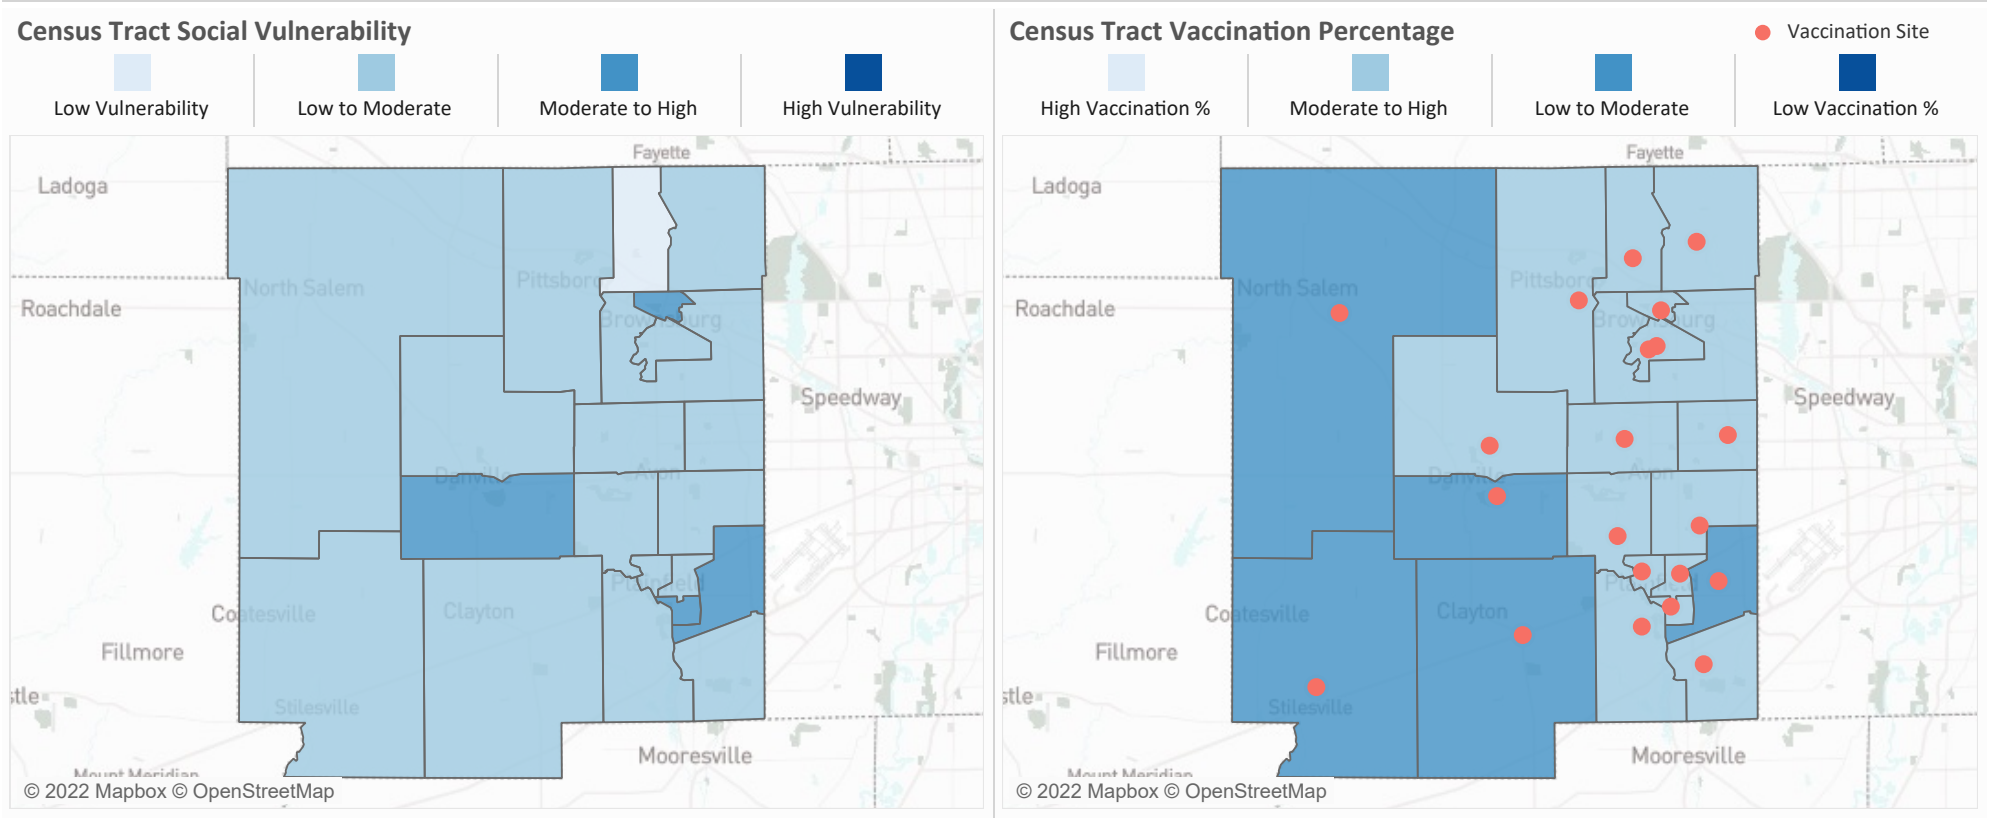 Census Tract Social Vulnerability
Low Vulnerability
Low to Moderate
Moderate to High
High Vulnerability
Fayette
Ladoga
North Salem
Pittsboro
Roachdale
Brownsburg
Speedway
Danville
Avon
Plainfield
Coatesville
Clayton
Fillmore
stle
Stilesville
Mooresville
Mount Meridian
© 2022 Mapbox © OpenStreetMap
Census Tract Vaccination Percentage
Vaccination Site
High Vaccination %
Moderate to High
Low to Moderate
Low Vaccination %
Fayette
Ladoga
North Salem
Pittsboro
Roachdale
Brownsburg
Speedway
Danville
Avon
Plainfield
Coatesville
Clayton
Fillmore
stle
Stilesville
Mooresville
Mount Meridian
© 2022 Mapbox © OpenStreetMap